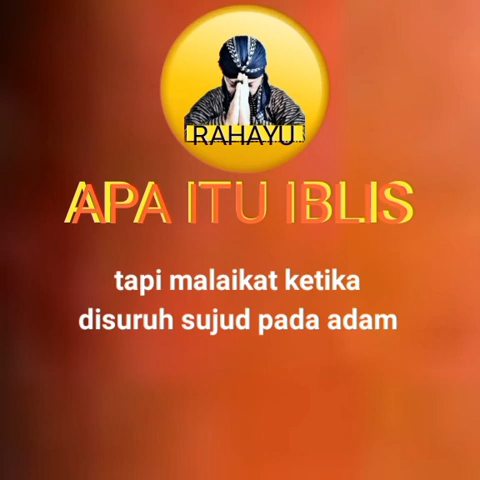 RAHAYU
APA ITU IBLIS
tapi malaikat ketika
disuruh sujud pada adam